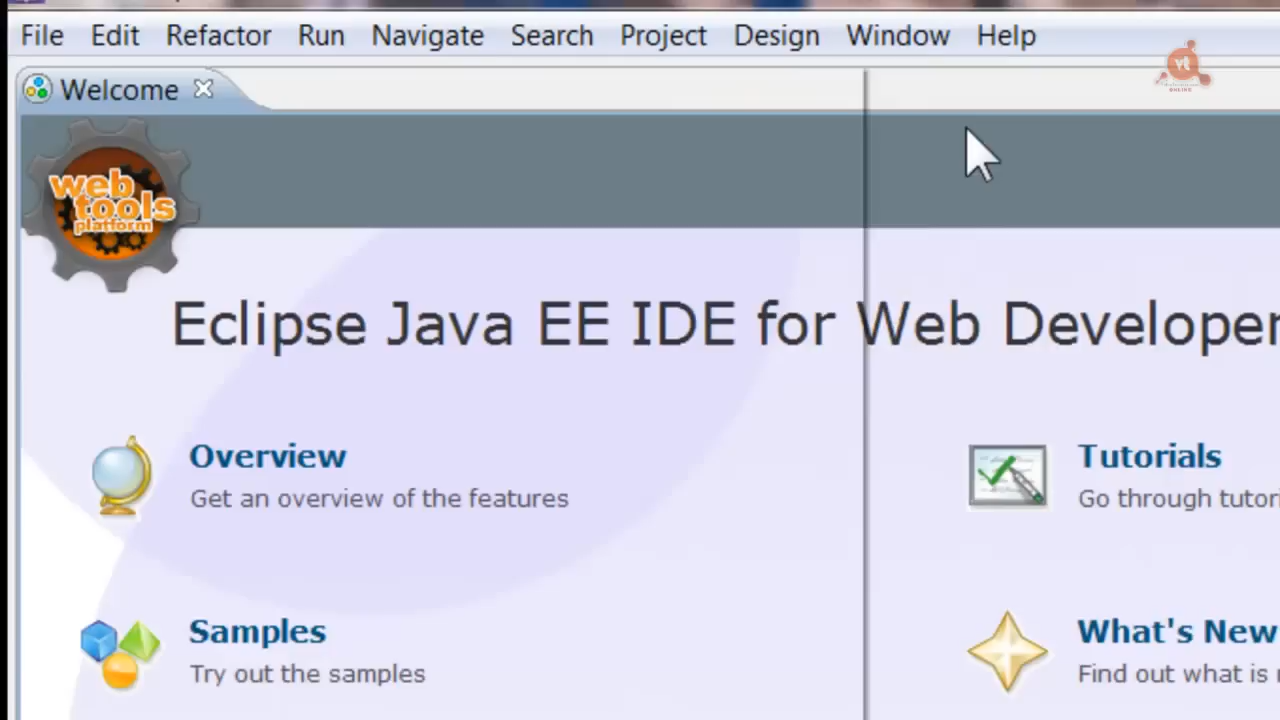 File Edit Refactor Run Navigate Search Project Design Window Help
Welcome
web
tools
platform
Eclipse Java EE IDE for Web Developer
Overview
Get an overview of the features
Tutorials
Go through tutori
Samples
Try out the samples
What's New
Find out what is
vt
ONLINE